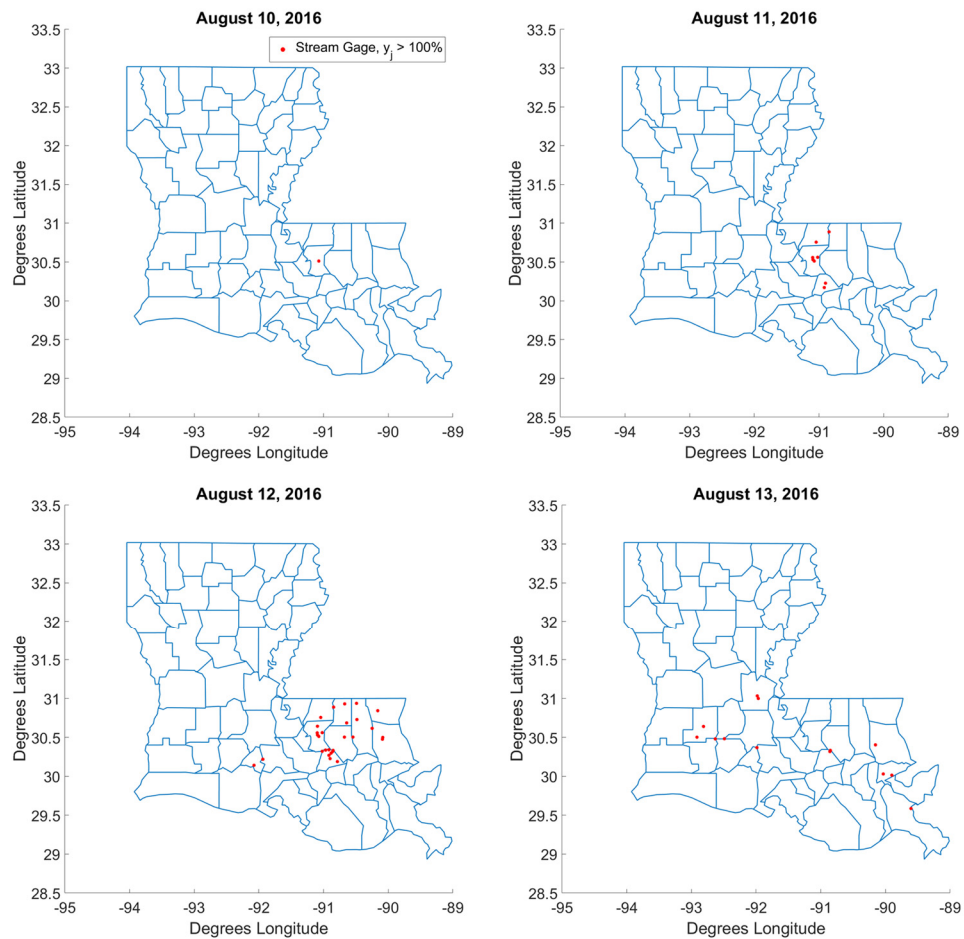 August 10, 2016
Stream Gage, yj > 100%
33.5
33
32.5
32
31.5
31
30.5
30
29.5
29
28.5
Degrees Latitude
-95 -94 -93 -92 -91 -90 -89
Degrees Longitude
August 11, 2016
33.5
33
32.5
32
31.5
31
30.5
30
29.5
29
28.5
Degrees Latitude
-95 -94 -93 -92 -91 -90 -89
Degrees Longitude
August 12, 2016
33.5
33
32.5
32
31.5
31
30.5
30
29.5
29
28.5
Degrees Latitude
-95 -94 -93 -92 -91 -90 -89
Degrees Longitude
August 13, 2016
33.5
33
32.5
32
31.5
31
30.5
30
29.5
29
28.5
Degrees Latitude
-95 -94 -93 -92 -91 -90 -89
Degrees Longitude